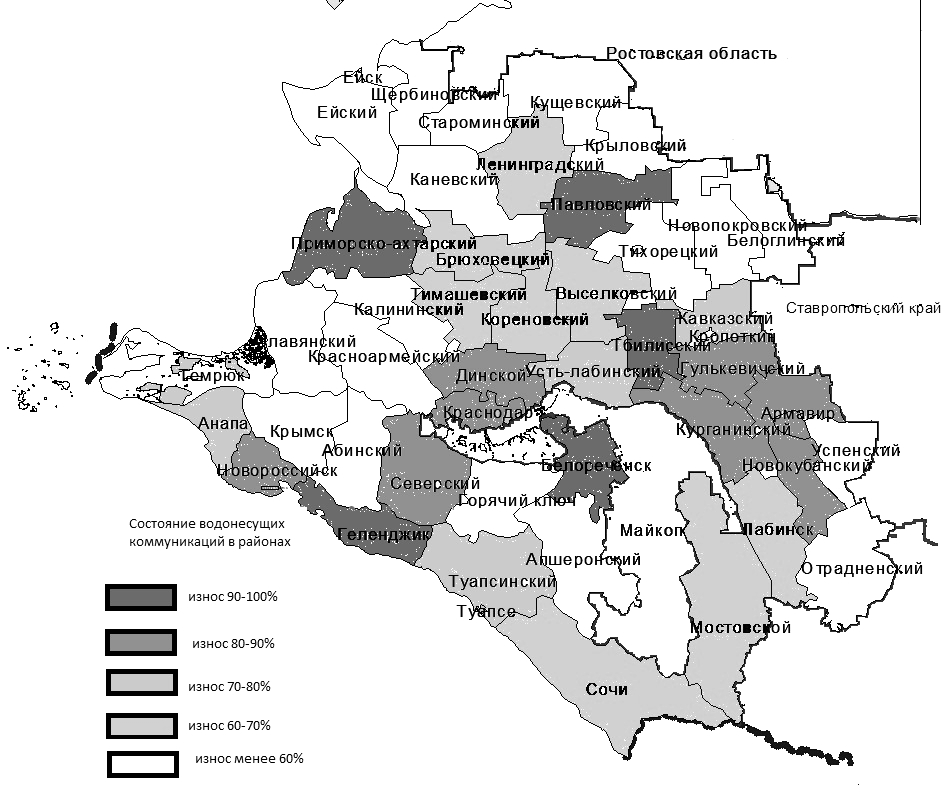 Ростовская область
Ейск
Щербиновский
Ейский
Кущевский
Староминский
Крыловский
Ленинградский
Каневский
Павловский
Новопокровский
Белоглинский
Приморско-ахтарский
Тихорецкий
Брюховецкий
Тимашевский
Выселковский
Калининский
Ставропольский край
Кореновский
Кавказский
Кропоткин
лавянский
Тбилисский
Красноармейский
Гулькевичский
Темрюк
Динской
Усть-лабинский
Краснодар
Армавир
Анапа
Курганинский
Крымск
Абинский
Успенский
Новороссийск
Белореченск
Новокубанский
Северский
Горячий ключ
Состояние водонесущих
коммуникаций в районах
Геленджик
Майкоп
Лабинск
Апшеронский
Отрадненский
Туапсинский
износ 90-100%
Туапсе
Мостовской
износ 80-90%
износ 70-80%
Сочи
износ 60-70%
износ менее 60%